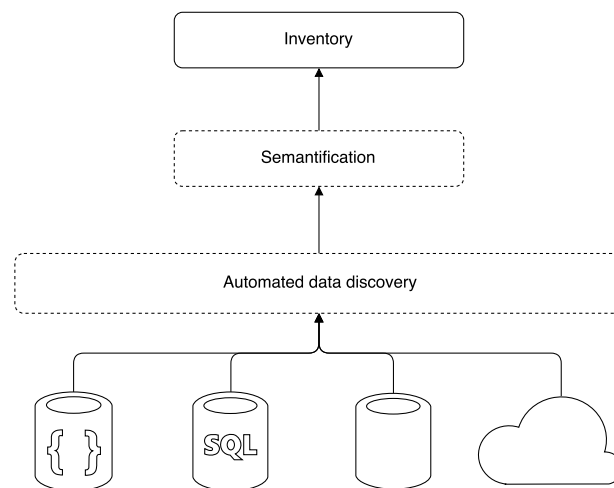 Inventory
Semantification
Automated data discovery
{ }
SQL